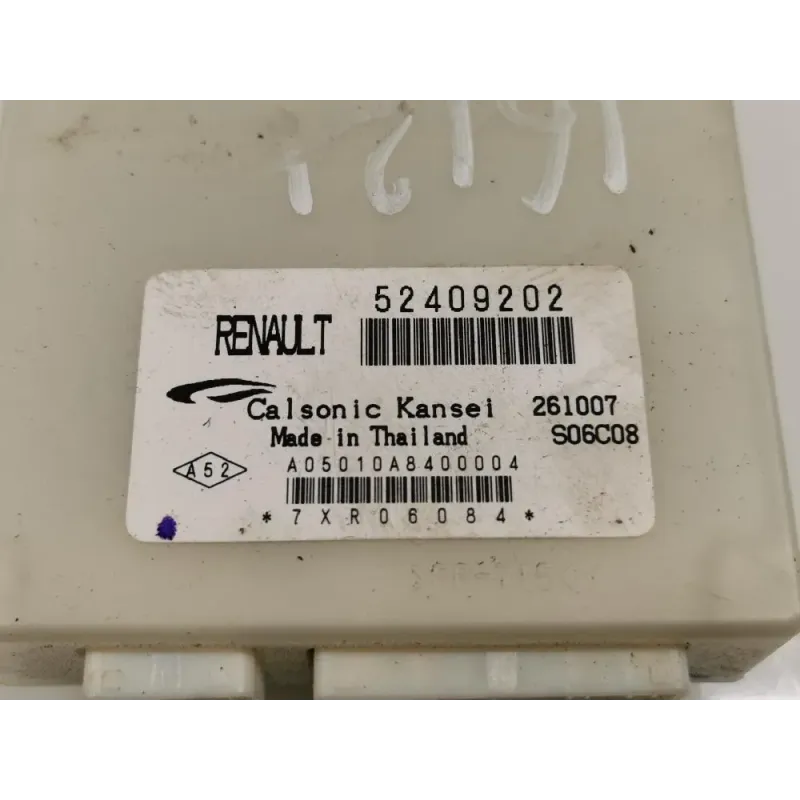 52409202
RENAULT
Calsonic Kansei 261007
Made in Thailand S06C08
A52 A05010A8400004
*7XR06084*